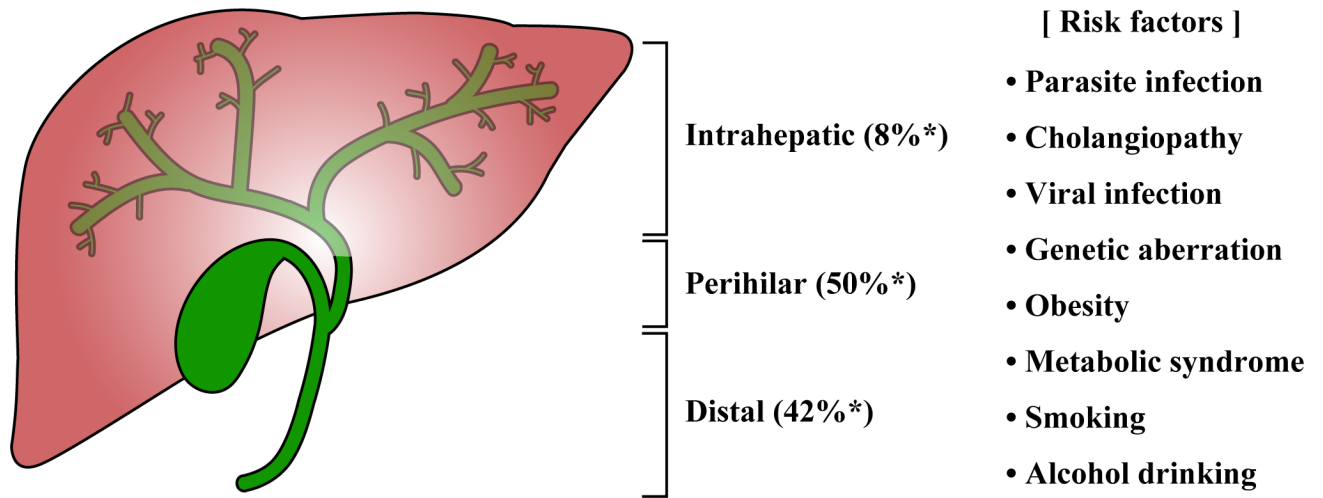 Intrahepatic (8%*)
Perihilar (50%*)
Distal (42%*)
[ Risk factors ]
• Parasite infection
• Cholangiopathy
• Viral infection
• Genetic aberration
• Obesity
• Metabolic syndrome
• Smoking
• Alcohol drinking